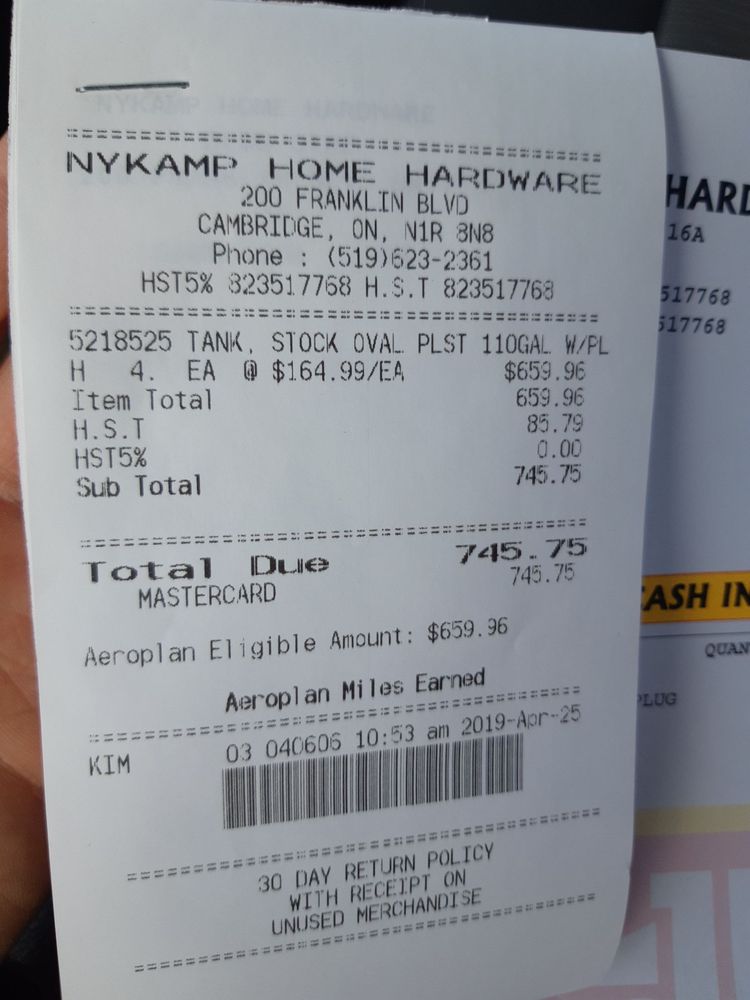 NYKAMP HOME HARDWARE
200 FRANKLIN BLVD
CAMBRIDGE, ON, N1R 8N8
Phone : (519)623-2361
HST5% 823517768 H.S.T 823517768
5218525 TANK, STOCK OVAL PLST 110GAL W/PL
H 4. EA @ $164.99/EA $659.96
Item Total 659.96
H.S.T 85.79
HST5% 0.00
Sub Total 745.75
Total Due 745.75
MASTERCARD 745.75
Aeroplan Eligible Amount: $659.96
Aeroplan Miles Earned
KIM 03 040606 10:53 am 2019-Apr-25
30 DAY RETURN POLICY
WITH RECEIPT ON
UNUSED MERCHANDISE
HARD
16A
517768
517768
CASH IN
QUAN
PLUG